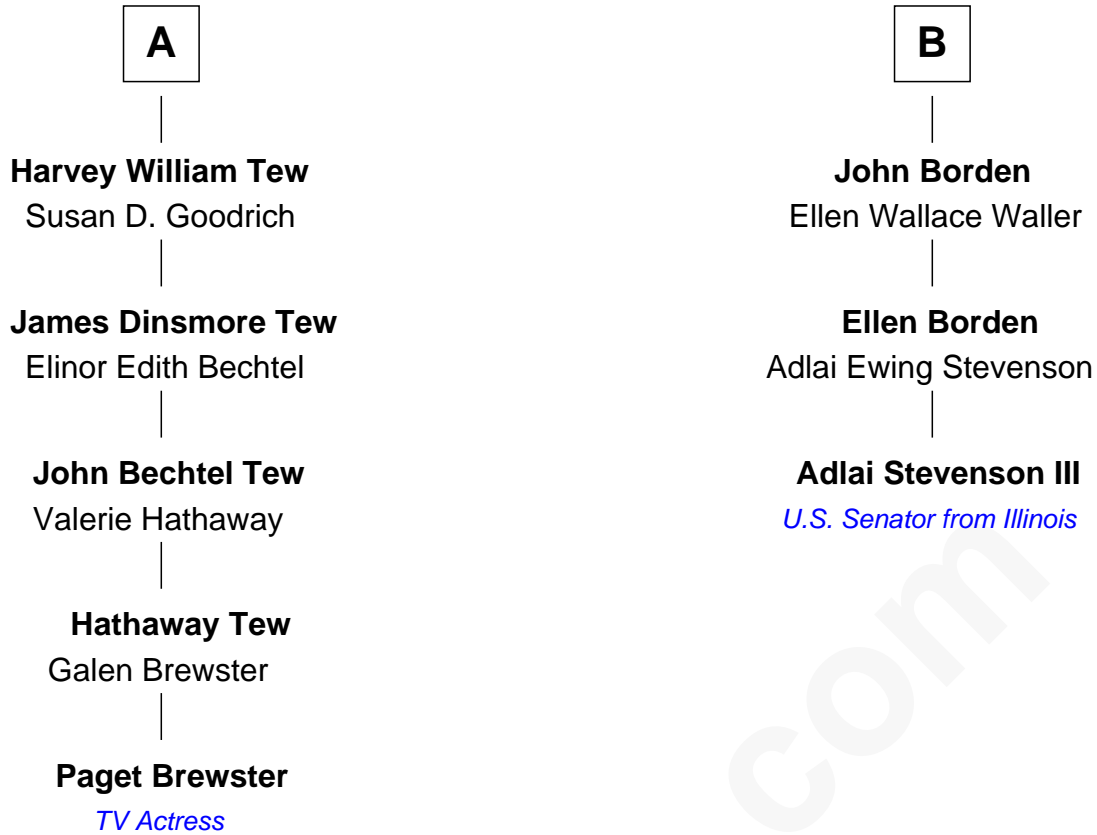 A
Harvey William Tew
Susan D. Goodrich
James Dinsmore Tew
Elinor Edith Bechtel
John Bechtel Tew
Valerie Hathaway
Hathaway Tew
Galen Brewster
Paget Brewster
TV Actress
B
John Borden
Ellen Wallace Waller
Ellen Borden
Adlai Ewing Stevenson
Adlai Stevenson III
U.S. Senator from Illinois
com